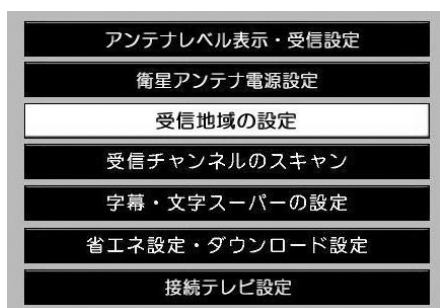 アンテナレベル表示・受信設定
衛星アンテナ電源設定
受信地域の設定
受信チャンネルのスキャン
字幕・文字スーパーの設定
省エネ設定・ダウンロード設定
接続テレビ設定